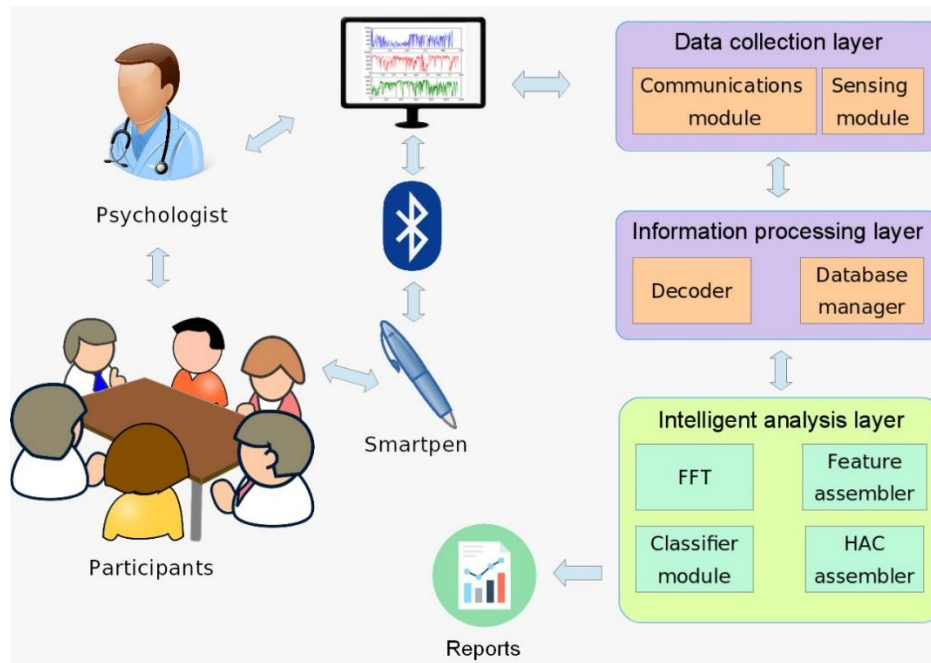 Data collection layer
Communications
module
Sensing
module
Psychologist
Information processing layer
Decoder
Database
manager
Smartpen
Participants
Intelligent analysis layer
FFT
Feature
assembler
Classifier
module
HAC
assembler
Reports